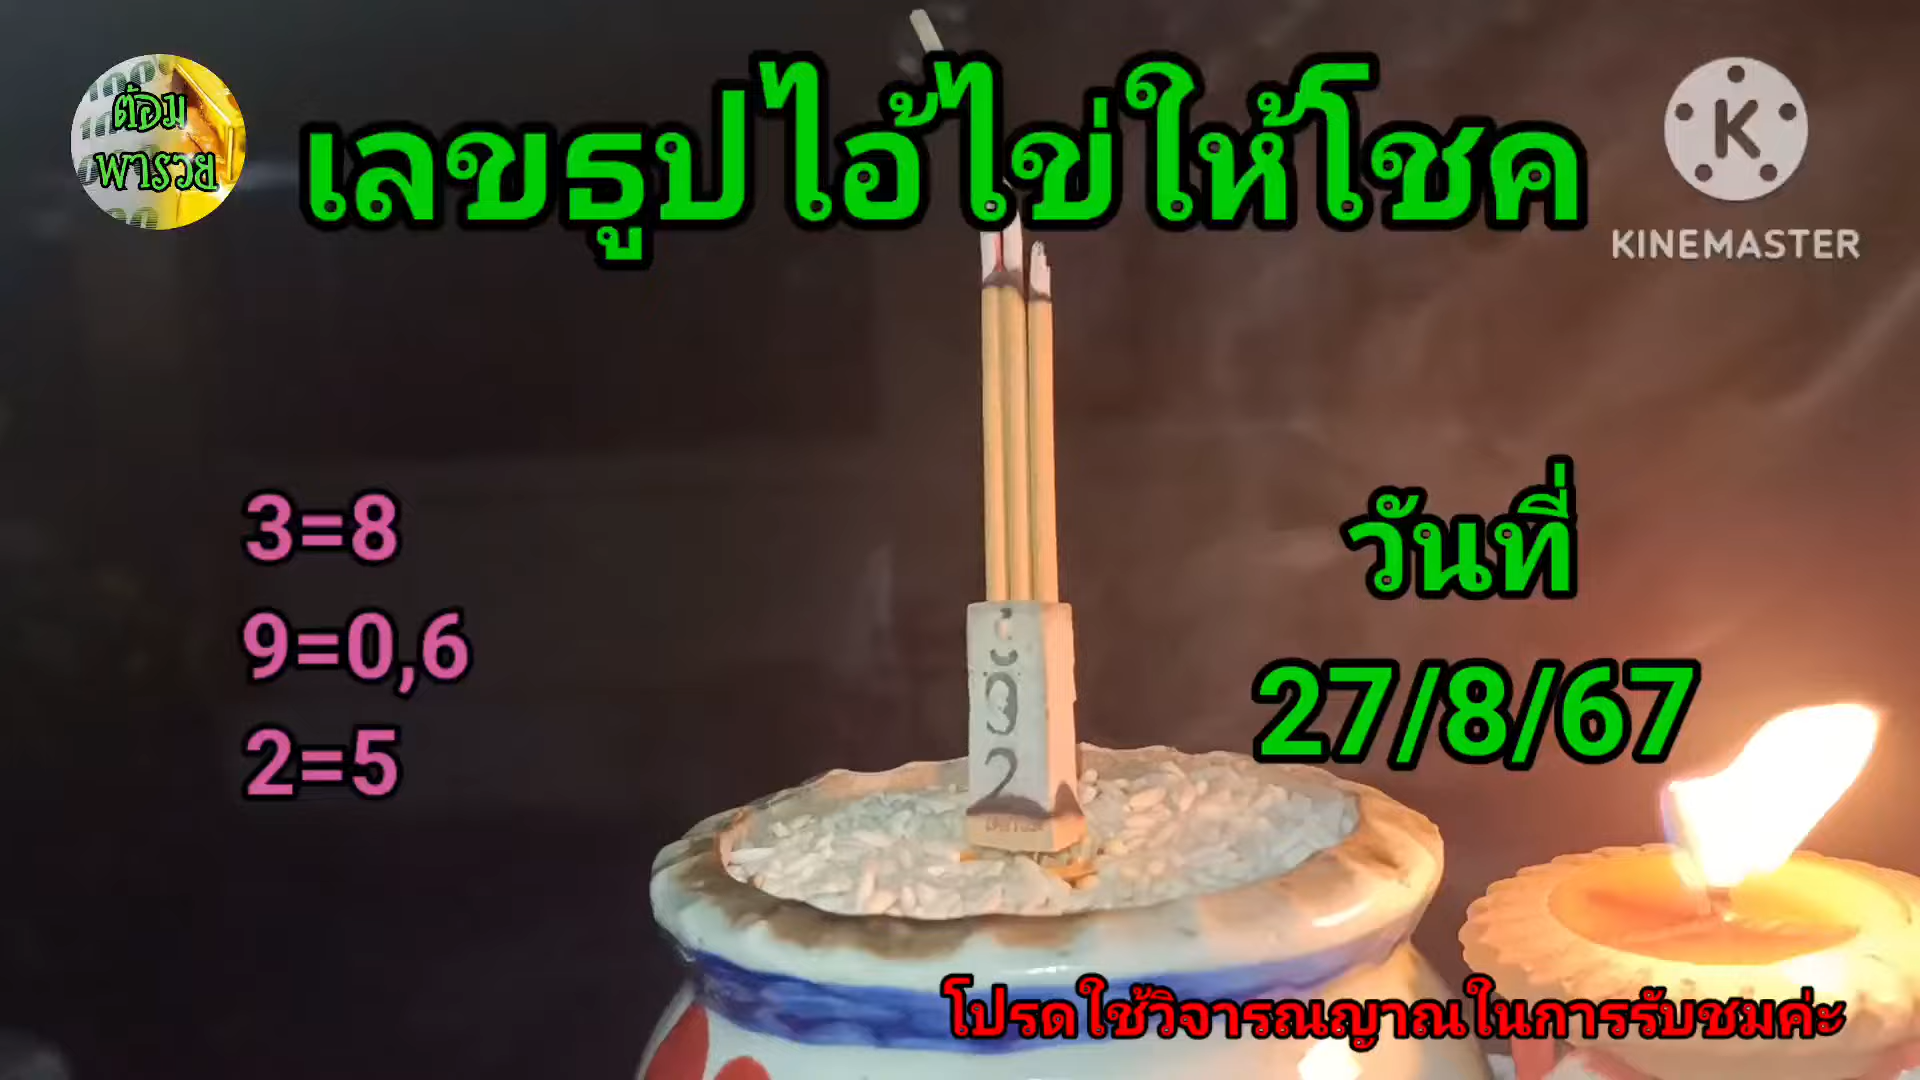 ต้อม
พารวย
เลขธูปไอ้ไข่ให้โชค
K
KINEMASTER
3=8
9=0,6
2=5
วันที่
27/8/67
92
โปรดใช้วิจารณญาณในการรับชมค่ะ